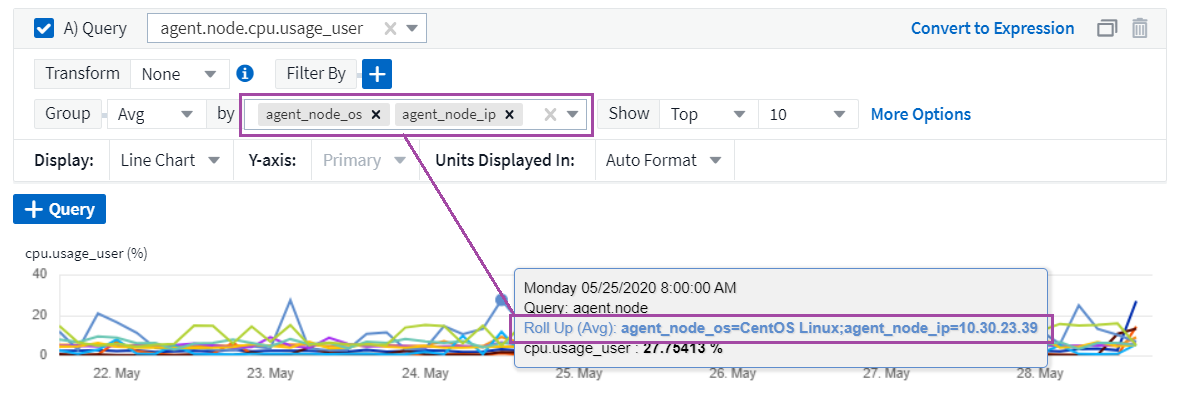 A) Query agent.node.cpu.usage_user Convert to Expression
Transform None Filter By
Group Avg by agent_node_os agent_node_ip Show Top 10 More Options
Display: Line Chart Y-axis: Primary Units Displayed In: Auto Format
+ Query
cpu.usage_user (%)
40
20
0
Monday 05/25/2020 8:00:00 AM
Query: agent.node
Roll Up (Avg): agent_node_os=CentOS Linux;agent_node_ip=10.30.23.39
cpu.usage_user : 27.75413 %
22. May 23. May 24. May 25. May 26. May 27. May 28. May